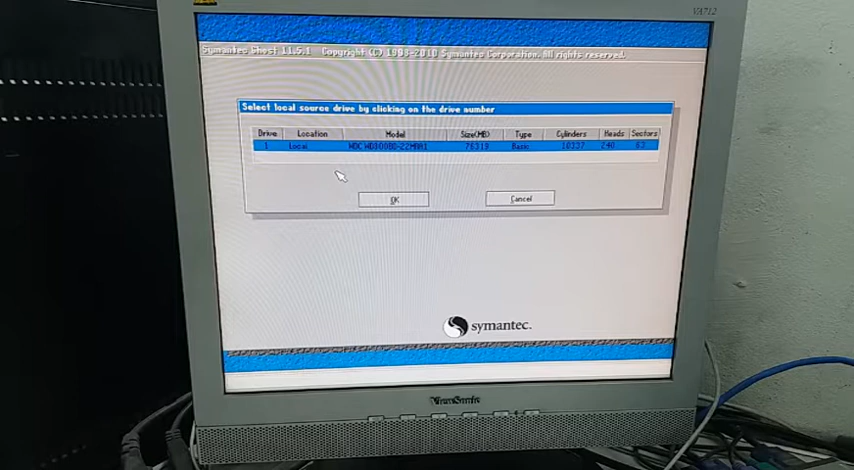 VA712
Symantec Ghost 11.5.1 Copyright (C) 1998-2010 Symantec Corporation. All rights reserved.
Select local source drive by clicking on the drive number
Drive Location Model Size(MB) Type Cylinders Heads Sectors
1 Local 76319 Basic 10337 240 63
OK Cancel
symantec.
ViewSonic